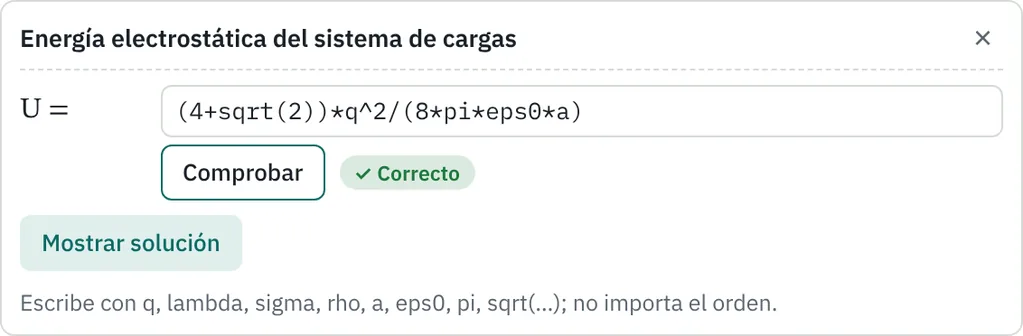 Energía electrostática del sistema de cargas
×
U = (4+sqrt(2))*q^2/(8*pi*eps0*a)
Comprobar ✓ Correcto
Mostrar solución
Escribe con q, lambda, sigma, rho, a, eps0, pi, sqrt(...); no importa el orden.